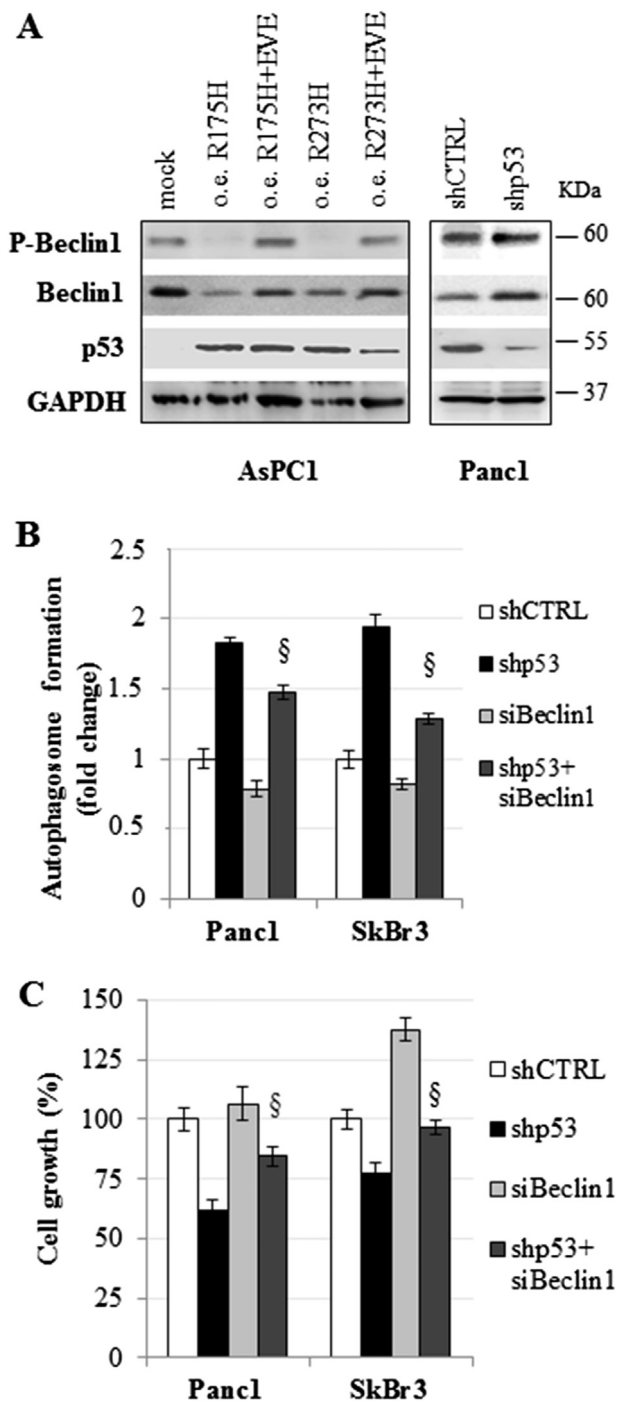 A
mock
o.e. R175H
o.e. R175H+EVE
o.e. R273H
o.e. R273H+EVE
shCTRL
shp53
KDa
P-Beclin1
60
Beclin1
60
p53
55
GAPDH
37
AsPC1
Panc1
B
Autophagosome formation
(fold change)
2.5
2
1.5
1
0.5
0
§
§
Panc1
SkBr3
shCTRL
shp53
siBeclin1
shp53+
siBeclin1
C
Cell growth (%)
150
125
100
75
50
25
0
§
§
Panc1
SkBr3
shCTRL
shp53
siBeclin1
shp53+
siBeclin1